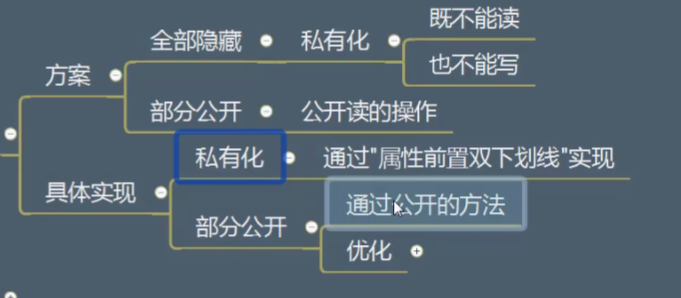 既不能读
全部隐藏 私有化
也不能写
方案
部分公开 公开读的操作
私有化 通过"属性前置双下划线"实现
具体实现
通过公开的方法
部分公开
优化